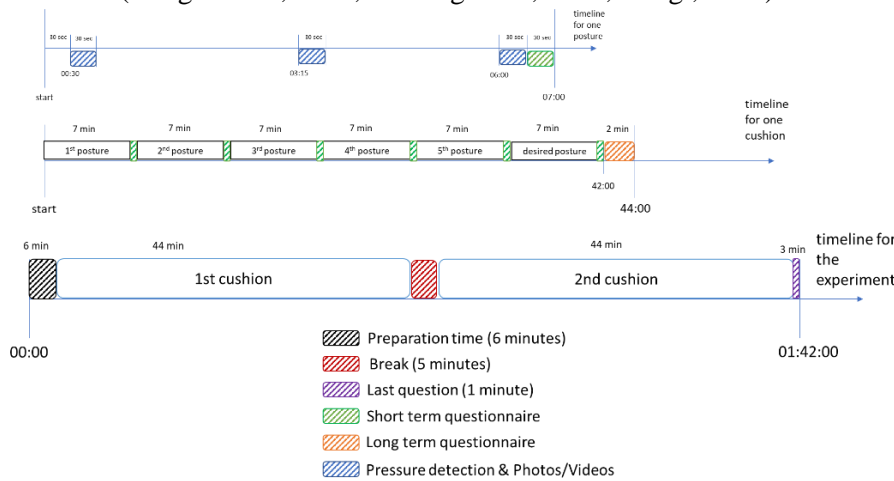 timeline
for one
posture
30 sec 30 sec 30 sec 30 sec 30 sec
00:30
03:15
06:00
07:00
start
timeline
for one
cushion
7 min 7 min 7 min 7 min 7 min 7 min 2 min
1st posture 2nd posture 3rd posture 4th posture 5th posture desired posture
42:00
44:00
start
6 min 44 min 44 min 3 min
timeline for
the
experiment
1st cushion 2nd cushion
00:00 01:42:00
Preparation time (6 minutes)
Break (5 minutes)
Last question (1 minute)
Short term questionnaire
Long term questionnaire
Pressure detection & Photos/Videos